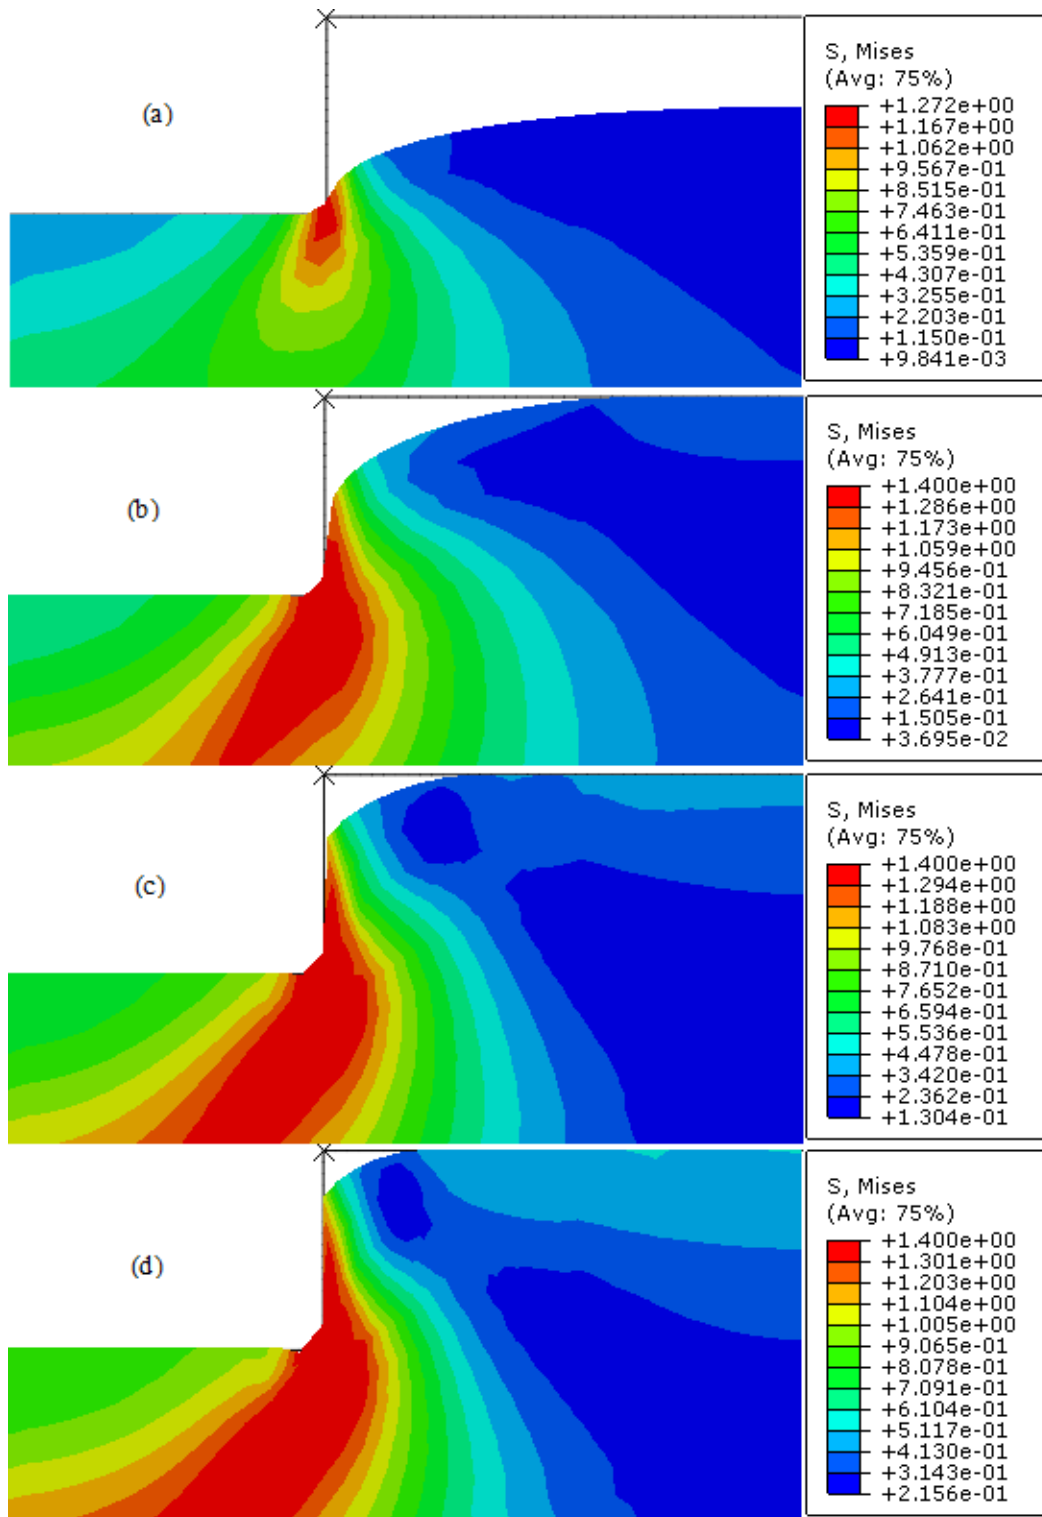 (a)
S, Mises
(Avg: 75%)
+1.272e+00
+1.167e+00
+1.062e+00
+9.567e-01
+8.515e-01
+7.463e-01
+6.411e-01
+5.359e-01
+4.307e-01
+3.255e-01
+2.203e-01
+1.150e-01
+9.841e-03
(b)
S, Mises
(Avg: 75%)
+1.400e+00
+1.286e+00
+1.173e+00
+1.059e+00
+9.456e-01
+8.321e-01
+7.185e-01
+6.049e-01
+4.913e-01
+3.777e-01
+2.641e-01
+1.505e-01
+3.695e-02
(c)
S, Mises
(Avg: 75%)
+1.400e+00
+1.294e+00
+1.188e+00
+1.083e+00
+9.768e-01
+8.710e-01
+7.652e-01
+6.594e-01
+5.536e-01
+4.478e-01
+3.420e-01
+2.362e-01
+1.304e-01
(d)
S, Mises
(Avg: 75%)
+1.400e+00
+1.301e+00
+1.203e+00
+1.104e+00
+1.005e+00
+9.065e-01
+8.078e-01
+7.091e-01
+6.104e-01
+5.117e-01
+4.130e-01
+3.143e-01
+2.156e-01